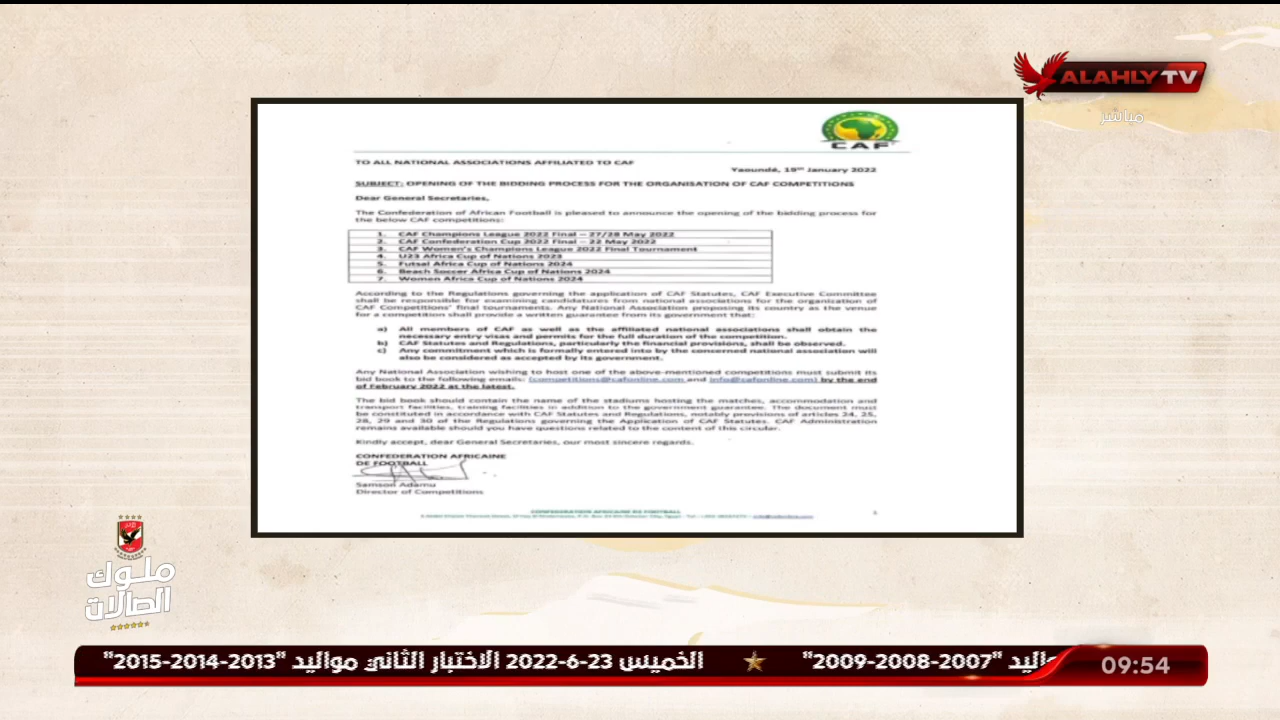 ALAHLY TV
مباشر
CAF
TO ALL NATIONAL ASSOCIATIONS AFFILIATED TO CAF
Yaoundé, 19th January 2022
SUBJECT: OPENING OF THE BIDDING PROCESS FOR THE ORGANISATION OF CAF COMPETITIONS
Dear General Secretaries,
The Confederation of African Football is pleased to announce the opening of the bidding process for
the below CAF competitions:
1. CAF Champions League 2022 Final – 27/28 May 2022
2. CAF Confederation Cup 2022 Final – 22 May 2022
3. CAF Women's Champions League 2022 Final Tournament
4. U23 Africa Cup of Nations 2023
5. Futsal Africa Cup of Nations 2024
6. Beach Soccer Africa Cup of Nations 2024
7. Women Africa Cup of Nations 2024
According to the Regulations governing the application of CAF Statutes, CAF Executive Committee
shall be responsible for examining candidatures from national associations for the organisation of
CAF Competitions' final tournaments. Any National Association proposing its country as the venue
for a competition shall provide a written guarantee from its government that:
a) All members of CAF as well as the affiliated national associations shall obtain the
necessary entry visas and permits for the full duration of the competition.
b) CAF Statutes and Regulations, particularly the financial provisions, shall be observed.
c) Any commitment which is formally entered into by the concerned national association will
also be considered as accepted by its government.
Any National Association wishing to host one of the above-mentioned competitions must submit its
bid book to the following emails: (competitions@cafonline.com and info@cafonline.com) by the end
of February 2022 at the latest.
The bid book should contain the name of the stadiums hosting the matches, accommodation and
transport facilities, training facilities in addition to the government guarantee. The document must
be constituted in accordance with CAF Statutes and Regulations, notably provisions of articles 24, 25,
28, 29 and 30 of the Regulations governing the Application of CAF Statutes. CAF Administration
remains available should you have questions related to the content of this circular.
Kindly accept, dear General Secretaries, our most sincere regards.
CONFEDERATION AFRICAINE
DE FOOTBALL
Samson Adamu
Director of Competitions
CONFEDERATION AFRICAINE DE FOOTBALL
ملوك
الصالات
واليد "2007-2008-2009" الخميس 23-6-2022 الاختبار الثاني مواليد "2013-2014-2015"
09:54